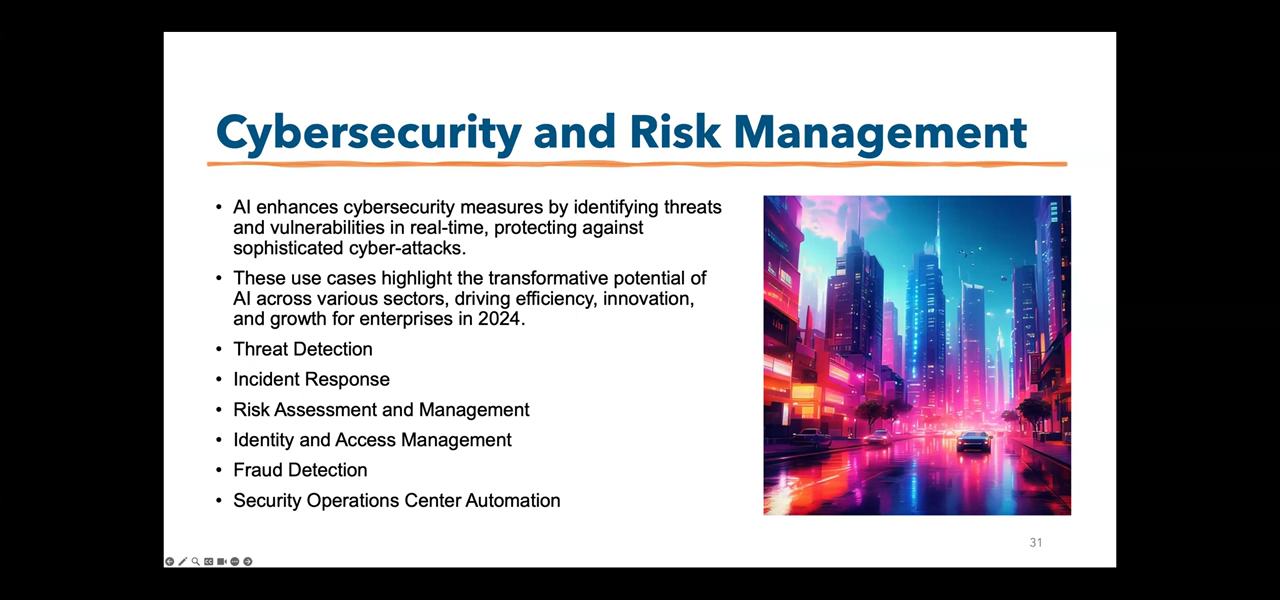 Cybersecurity and Risk Management
• AI enhances cybersecurity measures by identifying threats
and vulnerabilities in real-time, protecting against
sophisticated cyber-attacks.
• These use cases highlight the transformative potential of
AI across various sectors, driving efficiency, innovation,
and growth for enterprises in 2024.
• Threat Detection
• Incident Response
• Risk Assessment and Management
• Identity and Access Management
• Fraud Detection
• Security Operations Center Automation
31